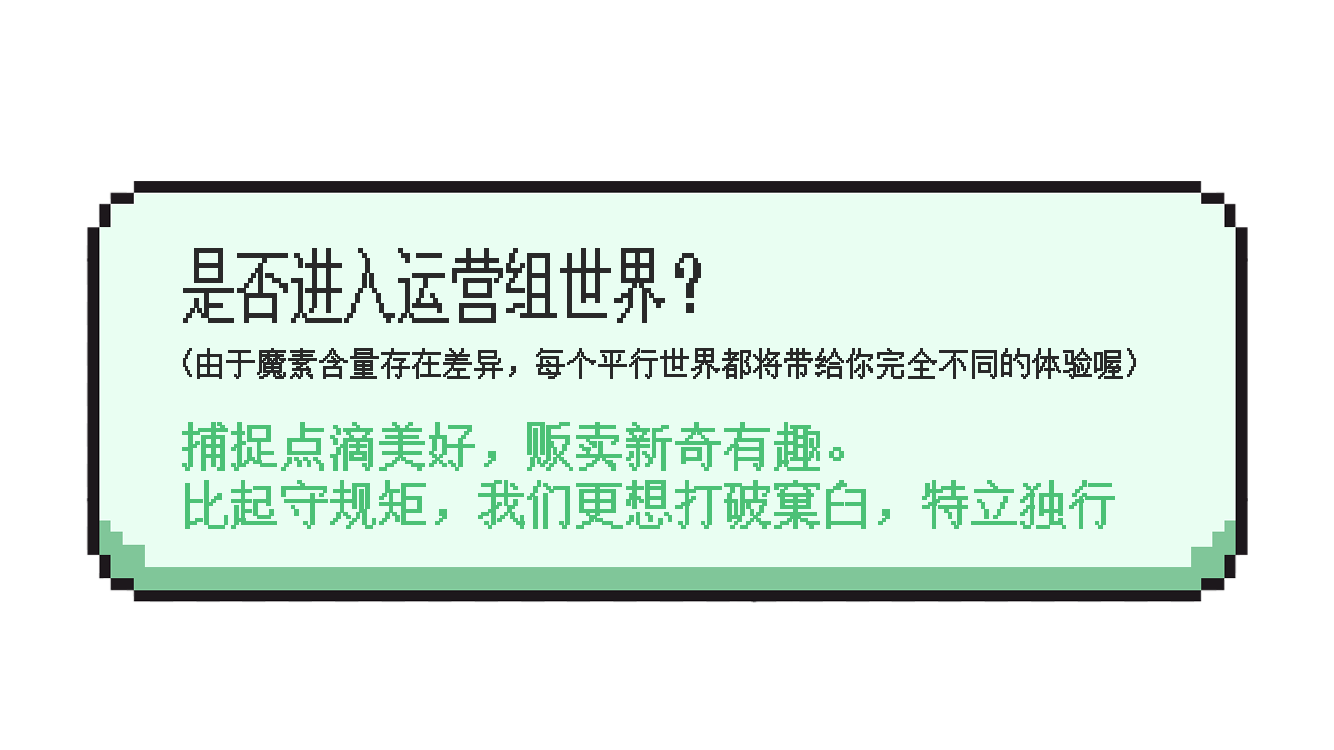 是否进入运营组世界？
（由于魔素含量存在差异，每个平行世界都将带给你完全不同的体验喔）
捕捉点滴美好，贩卖新奇有趣。
比起守规矩，我们更想打破窠臼，特立独行